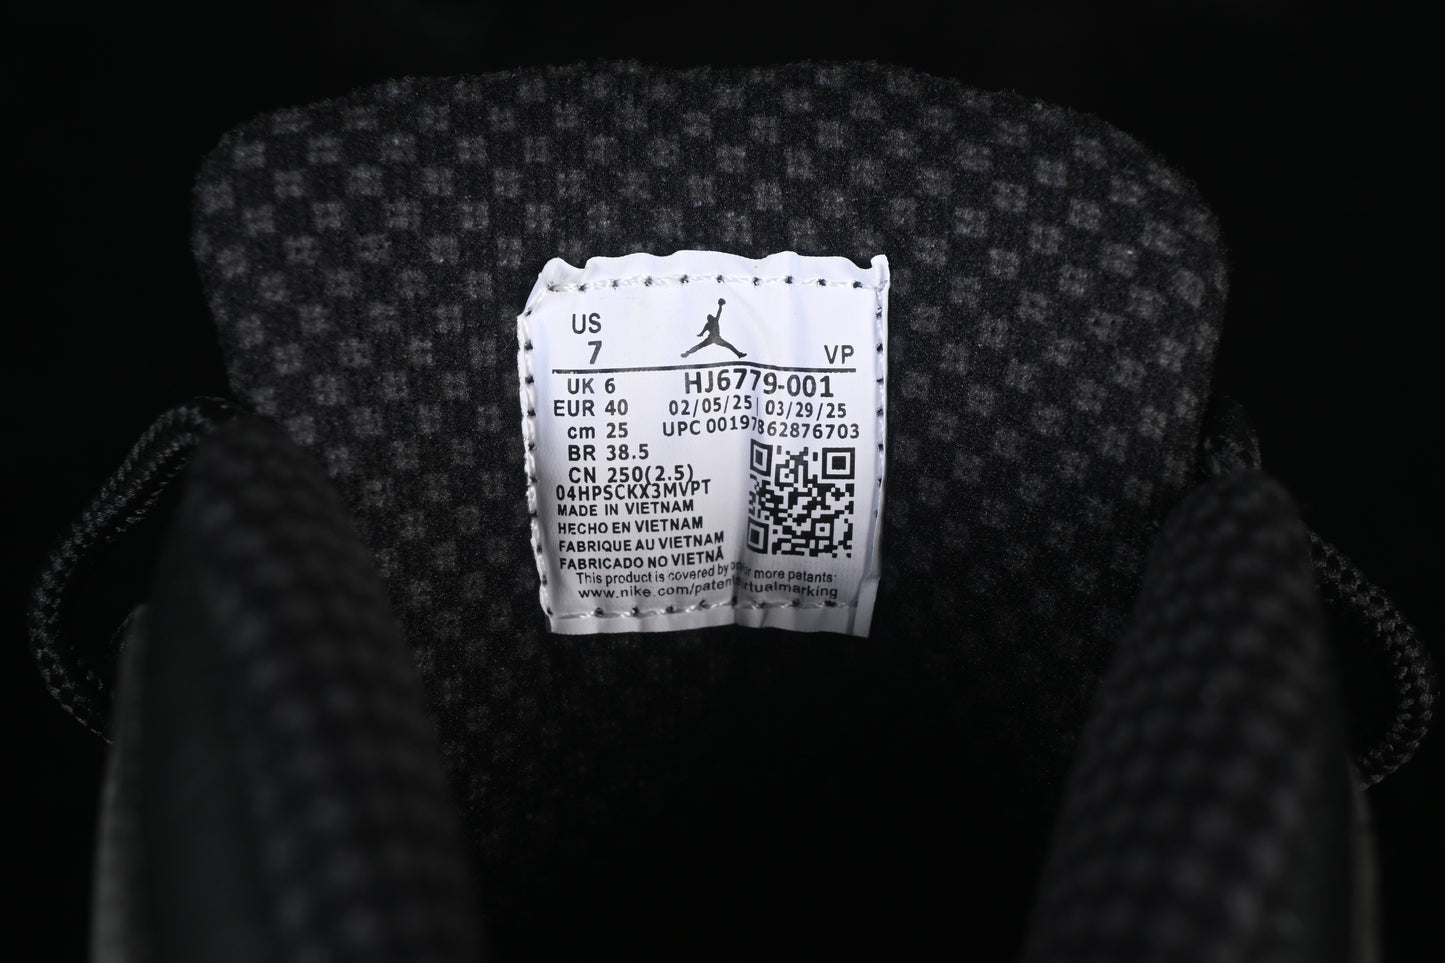 US
7
VP
UK 6
HJ6779-001
EUR 40
02/05/25 | 03/29/25
cm 25
UPC 00197862876703
BR 38.5
CN 250(2.5)
04HPSCKX3MVPT
MADE IN VIETNAM
HECHO EN VIETNAM
FABRIQUE AU VIETNAM
FABRICADO NO VIETNÃ
This product is covered by or more patents:
www.nike.com/paten rtualmarking